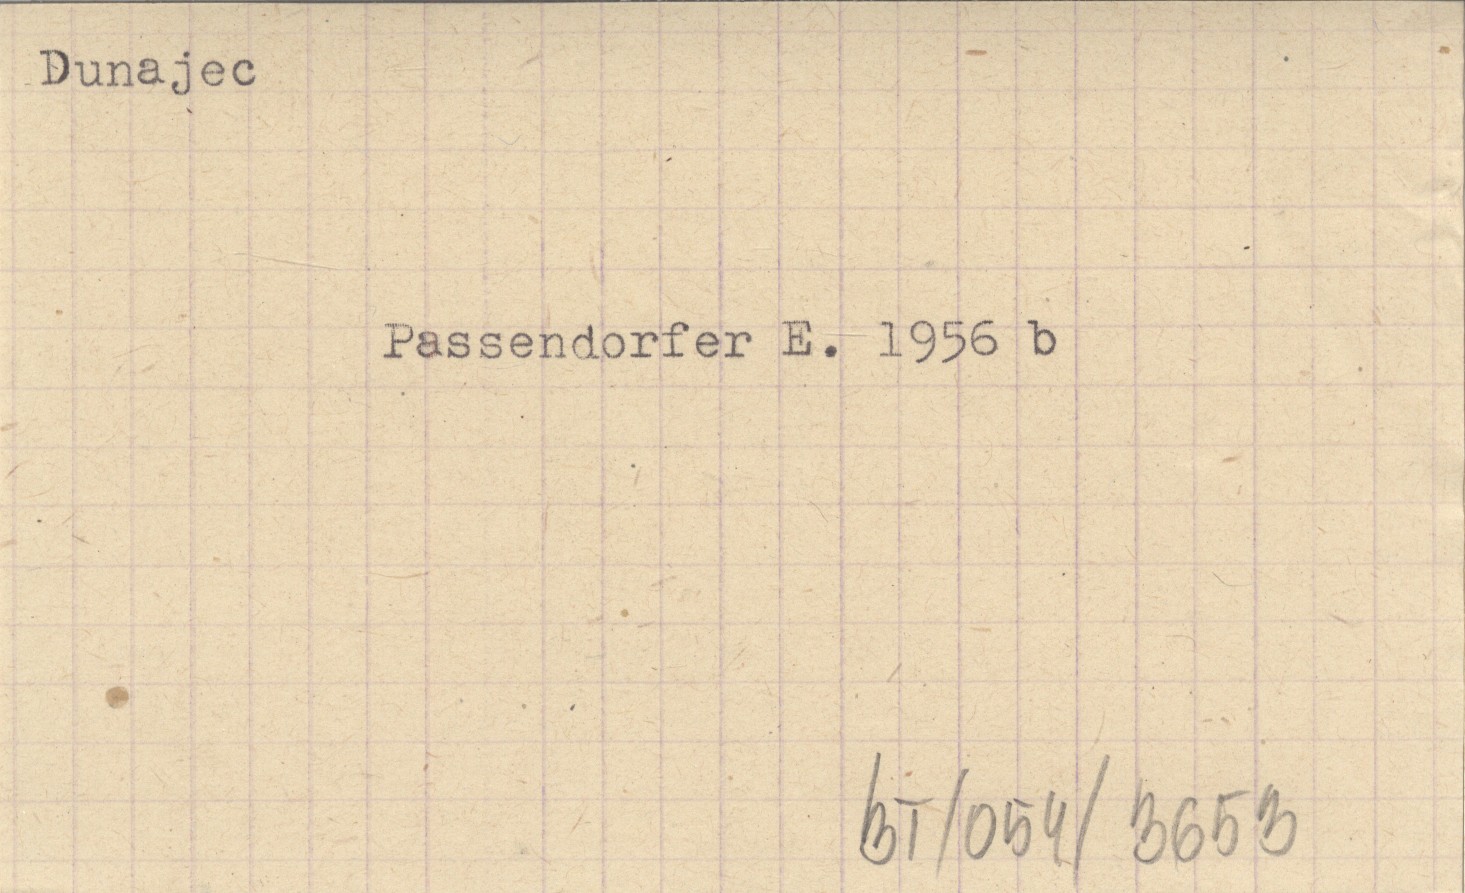 Dunajec
Passendorfer E. 1956 b
BT/054/3653